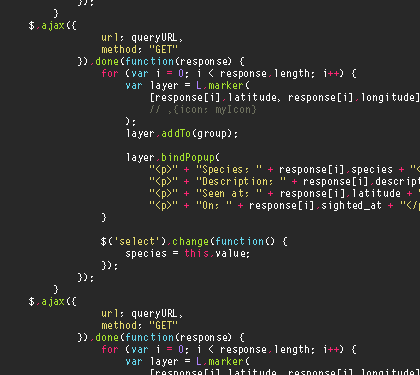 });
}
$.ajax({
url: queryURL,
method: "GET"
}).done(function(response) {
for (var i = 0; i < response.length; i++) {
var layer = L.marker(
[response[i].latitude, response[i].longitude]
// ,{icon: myIcon}
);
layer.addTo(group);
layer.bindPopup(
"<p>" + "Species: " + response[i].species + "<
"<p>" + "Description: " + response[i].descript
"<p>" + "Seen at: " + response[i].latitude +
"<p>" + "On: " + response[i].sighted_at + "</p
}
$('select').change(function() {
species = this.value;
});
});
}
$.ajax({
url: queryURL,
method: "GET"
}).done(function(response) {
for (var i = 0; i < response.length; i++) {
var layer = L.marker(
[response[i].latitude, response[i].longitude]